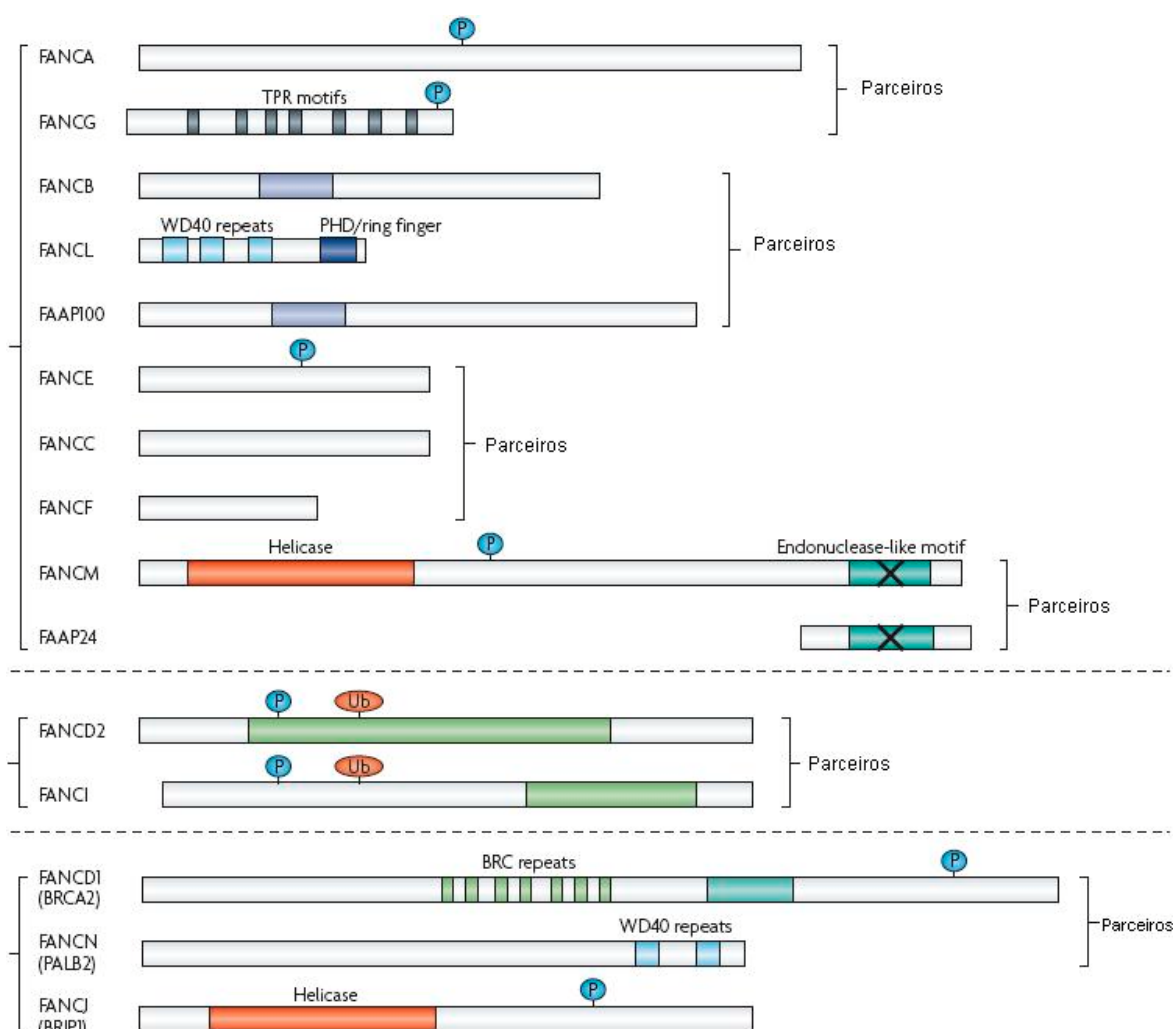 FANCA
P
Parceiros
FANCG
TPR motifs
P
FANCB
FANCL
WD40 repeats
PHD/ring finger
Parceiros
FAAP100
P
FANCE
FANCC
Parceiros
FANCF
Helicase
P
Endonuclease-like motif
FANCM
Parceiros
FAAP24
P
Ub
FANCD2
Parceiros
P
Ub
FANCI
BRC repeats
P
FANCD1
(BRCA2)
Parceiros
WD40 repeats
FANCN
(PALB2)
Helicase
P
FANCJ
(BRIP1)